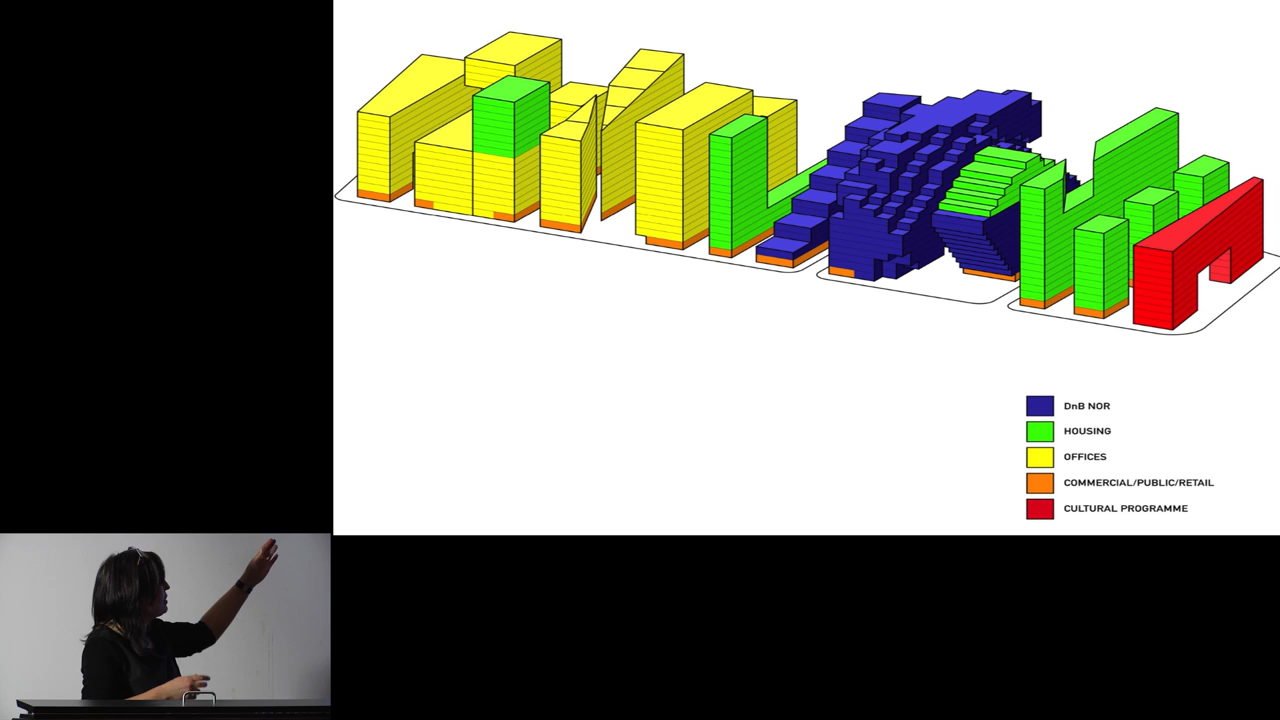 DnB NOR
HOUSING
OFFICES
COMMERCIAL/PUBLIC/RETAIL
CULTURAL PROGRAMME